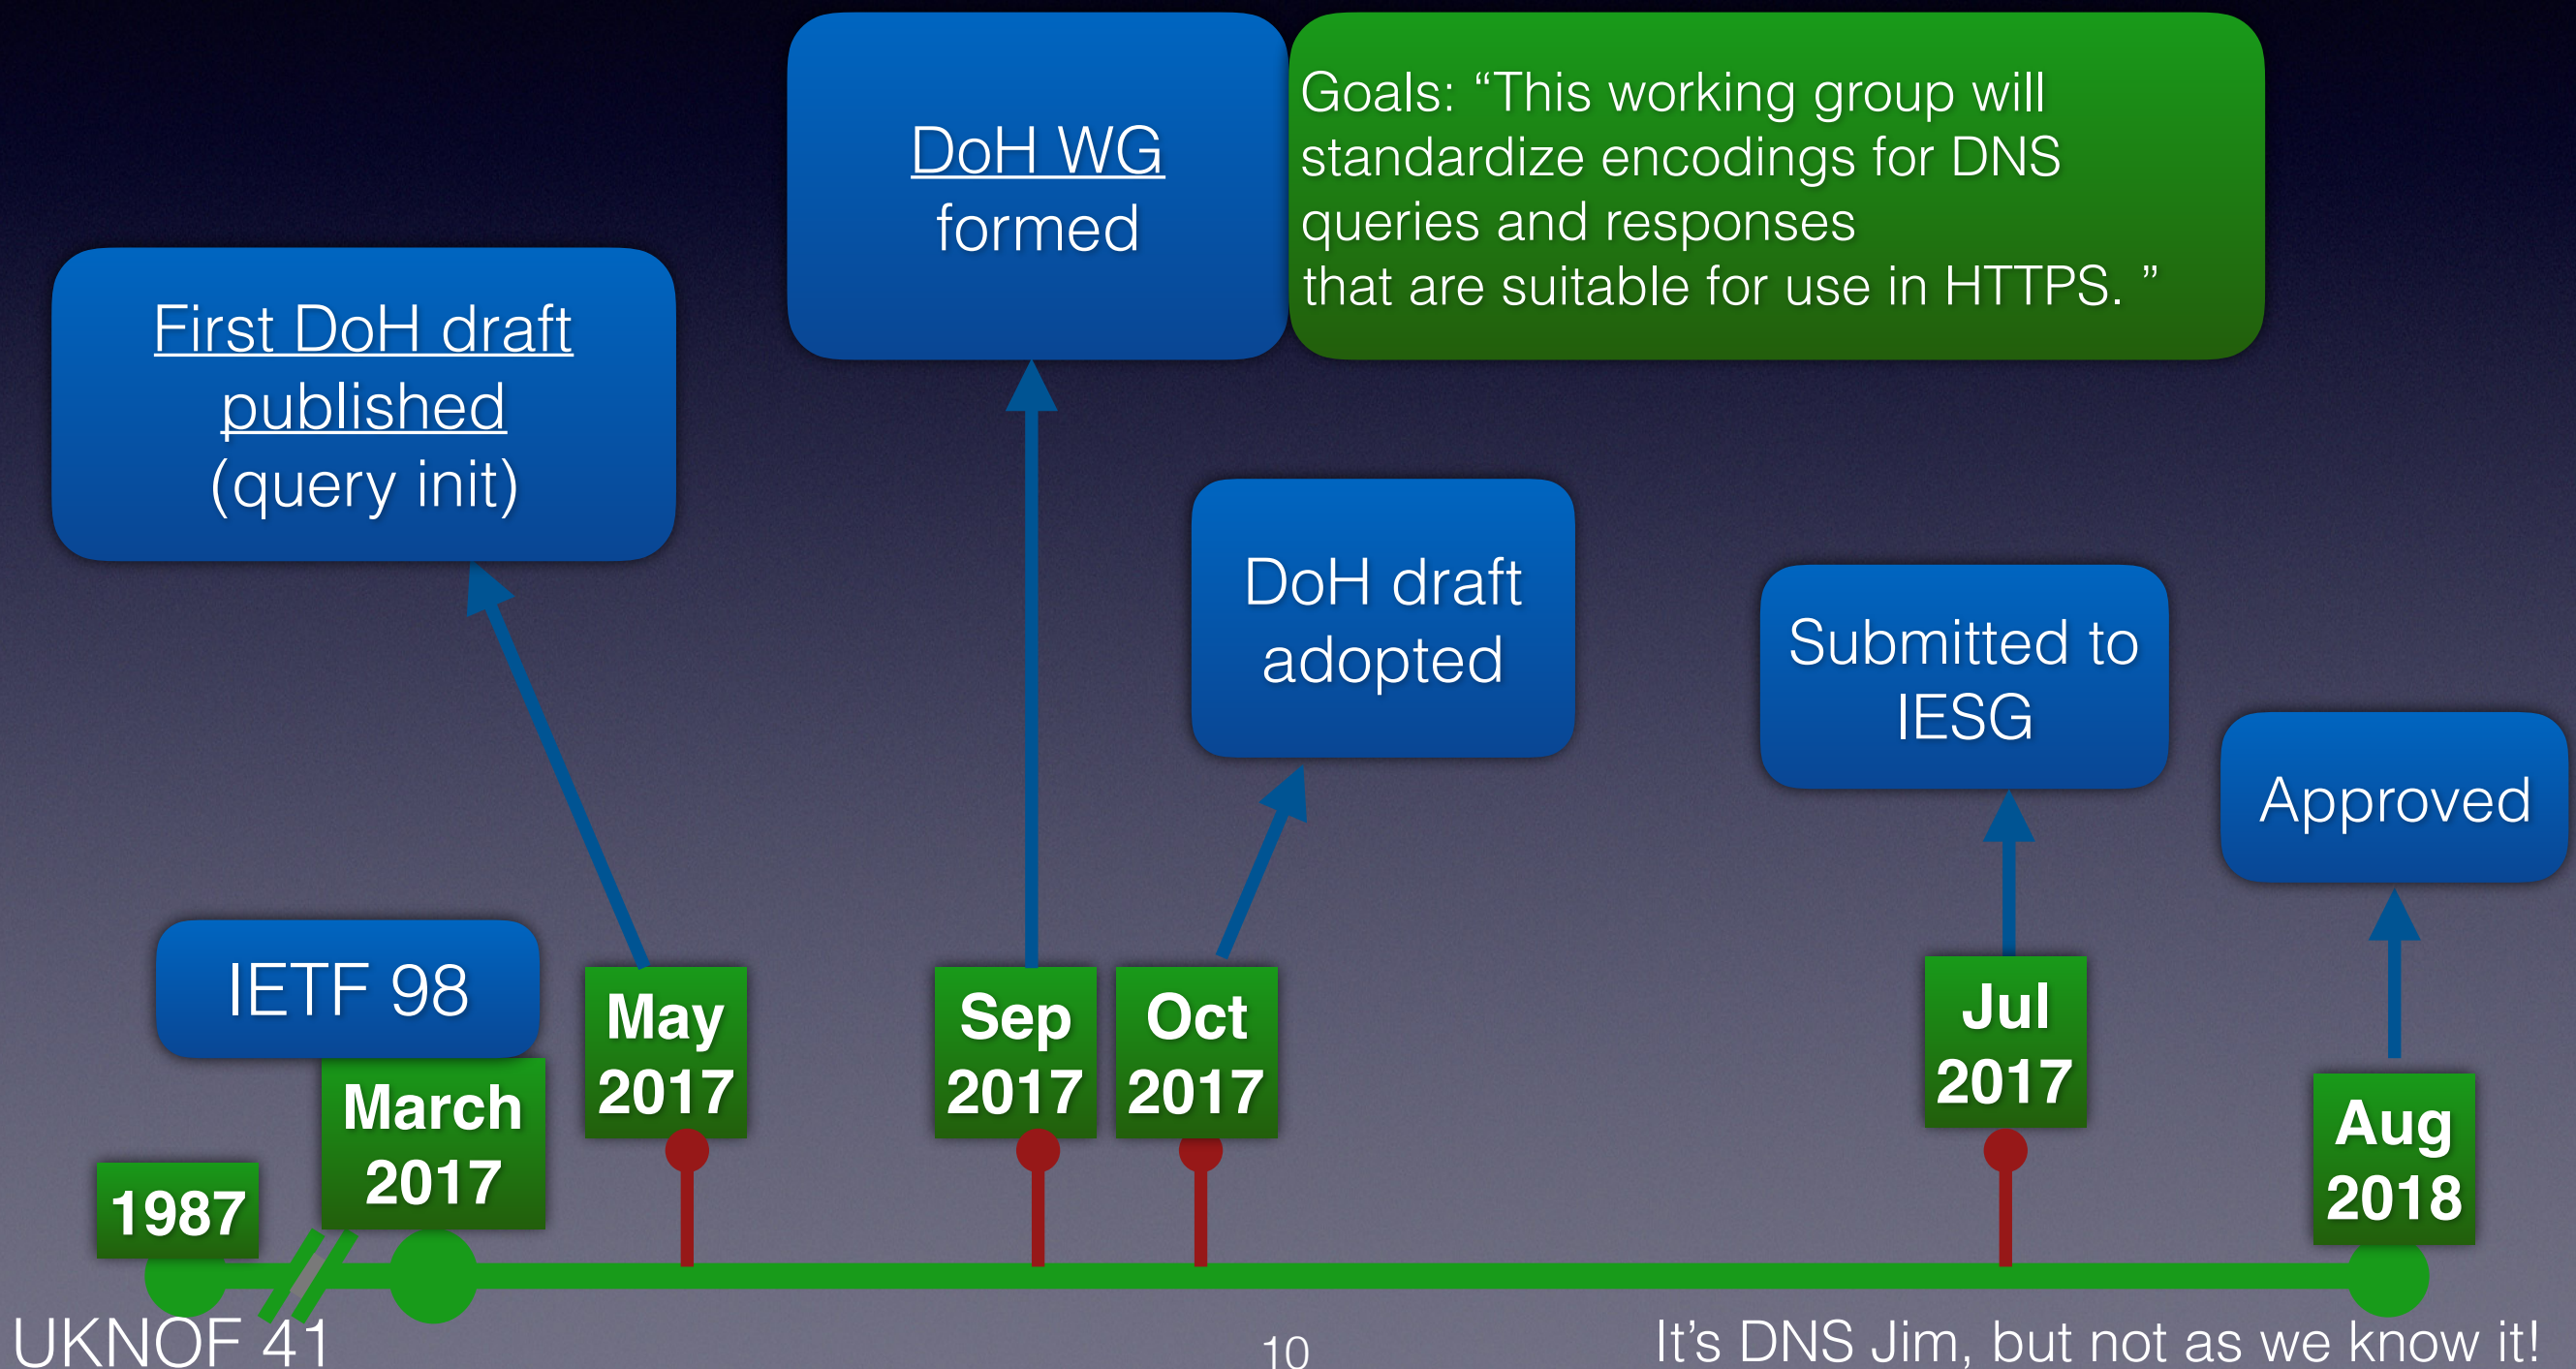 DoH WG
formed
Goals: “This working group will
standardize encodings for DNS
queries and responses
that are suitable for use in HTTPS. ”
First DoH draft
published
(query init)
DoH draft
adopted
Submitted to
IESG
Approved
IETF 98
1987
March
2017
May
2017
Sep
2017
Oct
2017
Jul
2017
Aug
2018
UKNOF 41
10
It’s DNS Jim, but not as we know it!